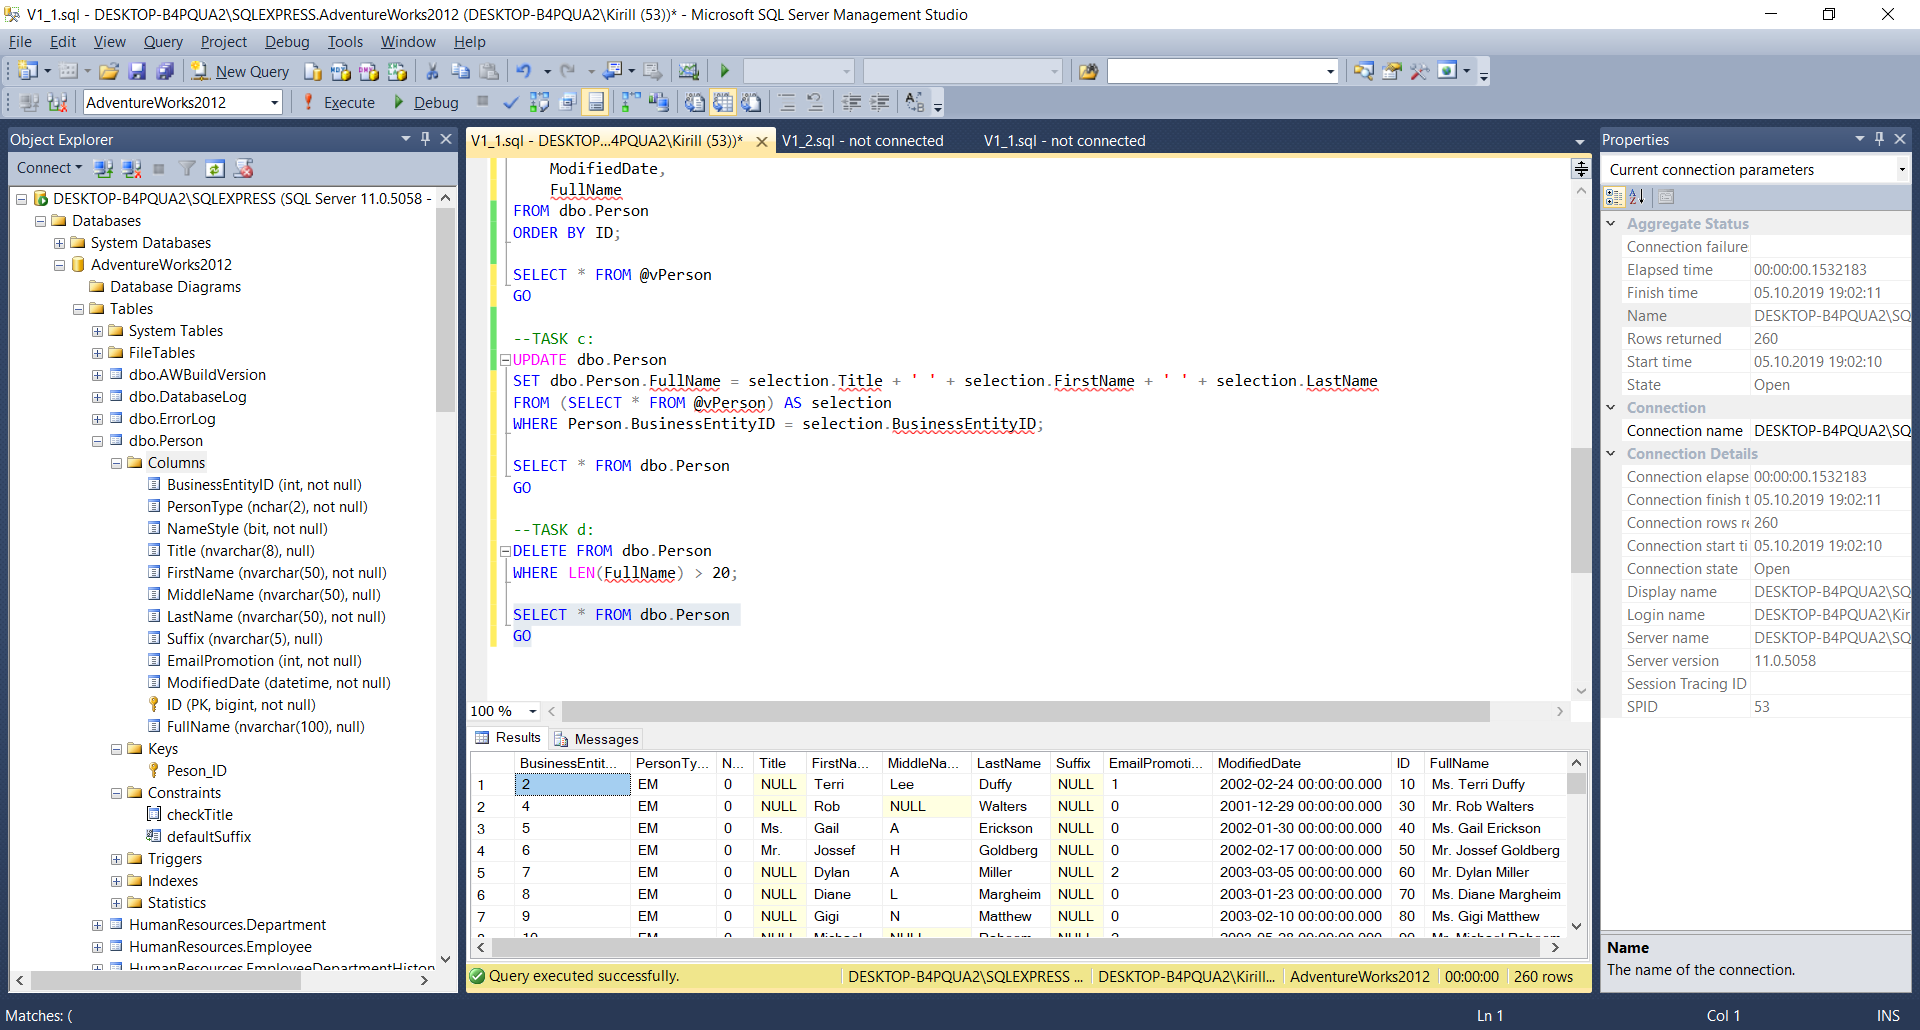 V1_1.sql - DESKTOP-B4PQUA2\SQLEXPRESS.AdventureWorks2012 (DESKTOP-B4PQUA2\Kirill (53))* - Microsoft SQL Server Management Studio
File Edit View Query Project Debug Tools Window Help
New Query
AdventureWorks2012 Execute Debug
Object Explorer
Connect
DESKTOP-B4PQUA2\SQLEXPRESS (SQL Server 11.0.5058 -
Databases
System Databases
AdventureWorks2012
Database Diagrams
Tables
System Tables
FileTables
dbo.AWBuildVersion
dbo.DatabaseLog
dbo.ErrorLog
dbo.Person
Columns
BusinessEntityID (int, not null)
PersonType (nchar(2), not null)
NameStyle (bit, not null)
Title (nvarchar(8), null)
FirstName (nvarchar(50), not null)
MiddleName (nvarchar(50), null)
LastName (nvarchar(50), not null)
Suffix (nvarchar(5), null)
EmailPromotion (int, not null)
ModifiedDate (datetime, not null)
ID (PK, bigint, not null)
FullName (nvarchar(100), null)
Keys
Peson_ID
Constraints
checkTitle
defaultSuffix
Triggers
Indexes
Statistics
HumanResources.Department
HumanResources.Employee
HumanResources.EmployeeDepartmentHistor
V1_1.sql - DESKTOP...4PQUA2\Kirill (53))* V1_2.sql - not connected V1_1.sql - not connected
ModifiedDate,
FullName
FROM dbo.Person
ORDER BY ID;
SELECT * FROM @vPerson
GO
--TASK c:
UPDATE dbo.Person
SET dbo.Person.FullName = selection.Title + ' ' + selection.FirstName + ' ' + selection.LastName
FROM (SELECT * FROM @vPerson) AS selection
WHERE Person.BusinessEntityID = selection.BusinessEntityID;
SELECT * FROM dbo.Person
GO
--TASK d:
DELETE FROM dbo.Person
WHERE LEN(FullName) > 20;
SELECT * FROM dbo.Person
GO
100 %
Results Messages
BusinessEntit... PersonTy... N... Title FirstNa... MiddleNa... LastName Suffix EmailPromoti... ModifiedDate ID FullName
1 2 EM 0 NULL Terri Lee Duffy NULL 1 2002-02-24 00:00:00.000 10 Ms. Terri Duffy
2 4 EM 0 NULL Rob NULL Walters NULL 0 2001-12-29 00:00:00.000 30 Mr. Rob Walters
3 5 EM 0 Ms. Gail A Erickson NULL 0 2002-01-30 00:00:00.000 40 Ms. Gail Erickson
4 6 EM 0 Mr. Jossef H Goldberg NULL 0 2002-02-17 00:00:00.000 50 Mr. Jossef Goldberg
5 7 EM 0 NULL Dylan A Miller NULL 2 2003-03-05 00:00:00.000 60 Mr. Dylan Miller
6 8 EM 0 NULL Diane L Margheim NULL 0 2003-01-23 00:00:00.000 70 Ms. Diane Margheim
7 9 EM 0 NULL Gigi N Matthew NULL 0 2003-02-10 00:00:00.000 80 Ms. Gigi Matthew
Query executed successfully. DESKTOP-B4PQUA2\SQLEXPRESS ... DESKTOP-B4PQUA2\Kirill... AdventureWorks2012 00:00:00 260 rows
Properties
Current connection parameters
Aggregate Status
Connection failure
Elapsed time 00:00:00.1532183
Finish time 05.10.2019 19:02:11
Name DESKTOP-B4PQUA2\SQ
Rows returned 260
Start time 05.10.2019 19:02:10
State Open
Connection
Connection name DESKTOP-B4PQUA2\SQ
Connection Details
Connection elapse 00:00:00.1532183
Connection finish t 05.10.2019 19:02:11
Connection rows re 260
Connection start ti 05.10.2019 19:02:10
Connection state Open
Display name DESKTOP-B4PQUA2\SQ
Login name DESKTOP-B4PQUA2\Kir
Server name DESKTOP-B4PQUA2\SQ
Server version 11.0.5058
Session Tracing ID
SPID 53
Name
The name of the connection.
Matches: ( Ln 1 Col 1 INS